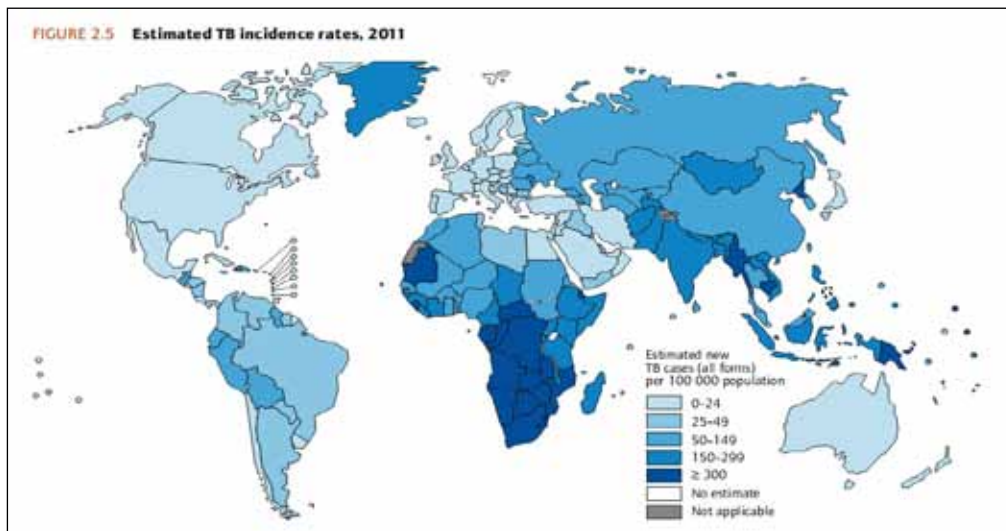 FIGURE 2.5 Estimated TB incidence rates, 2011
Estimated new
TB cases (all forms)
per 100 000 population
0–24
25–49
50–149
150–299
≥ 300
No estimate
Not applicable